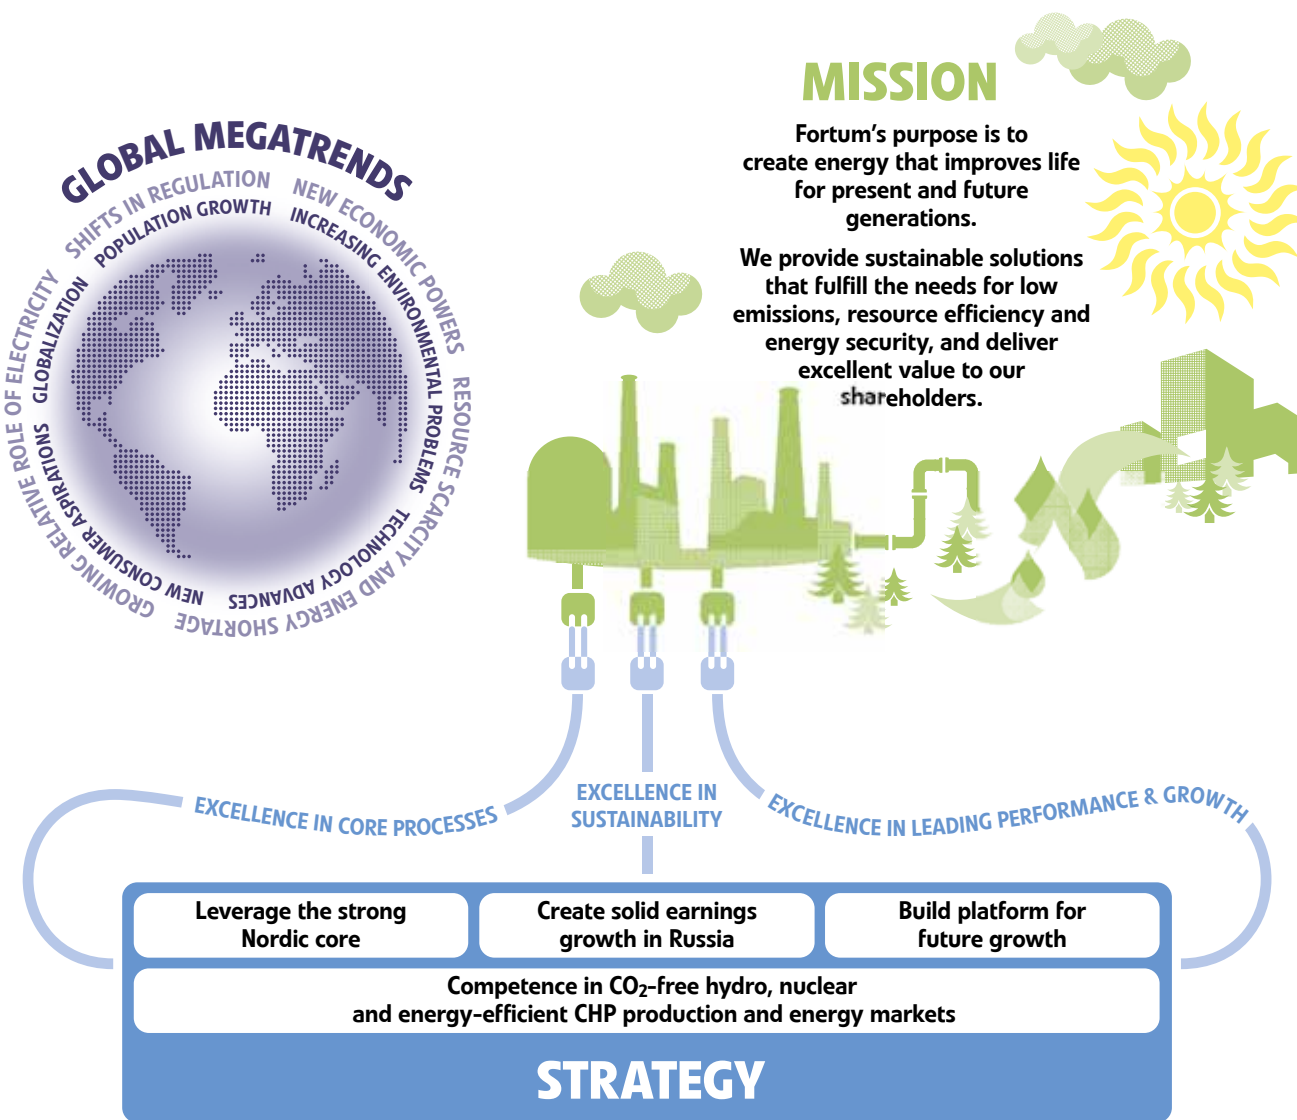 GLOBAL MEGATRENDS
SHIFTS IN REGULATION
NEW ECONOMIC POWERS
RESOURCE SCARCITY AND ENERGY SHORTAGE
GROWING RELATIVE ROLE OF ELECTRICITY
POPULATION GROWTH
INCREASING ENVIRONMENTAL PROBLEMS
TECHNOLOGY ADVANCES
NEW CONSUMER ASPIRATIONS
GLOBALIZATION
MISSION
Fortum's purpose is to
create energy that improves life
for present and future
generations.
We provide sustainable solutions
that fulfill the needs for low
emissions, resource efficiency and
energy security, and deliver
excellent value to our
shareholders.
EXCELLENCE IN CORE PROCESSES
EXCELLENCE IN
SUSTAINABILITY
EXCELLENCE IN LEADING PERFORMANCE & GROWTH
Leverage the strong
Nordic core
Create solid earnings
growth in Russia
Build platform for
future growth
Competence in CO₂-free hydro, nuclear
and energy-efficient CHP production and energy markets
STRATEGY